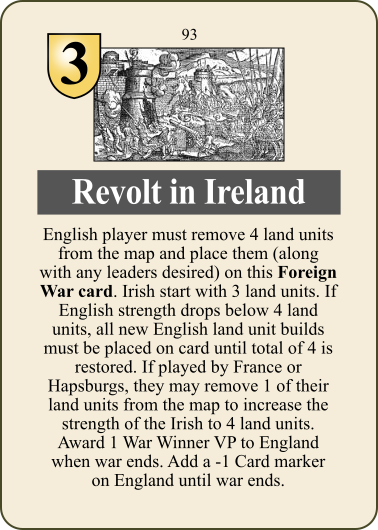 93
3
Revolt in Ireland
English player must remove 4 land units
from the map and place them (along
with any leaders desired) on this Foreign
War card. Irish start with 3 land units. If
English strength drops below 4 land
units, all new English land unit builds
must be placed on card until total of 4 is
restored. If played by France or
Hapsburgs, they may remove 1 of their
land units from the map to increase the
strength of the Irish to 4 land units.
Award 1 War Winner VP to England
when war ends. Add a -1 Card marker
on England until war ends.